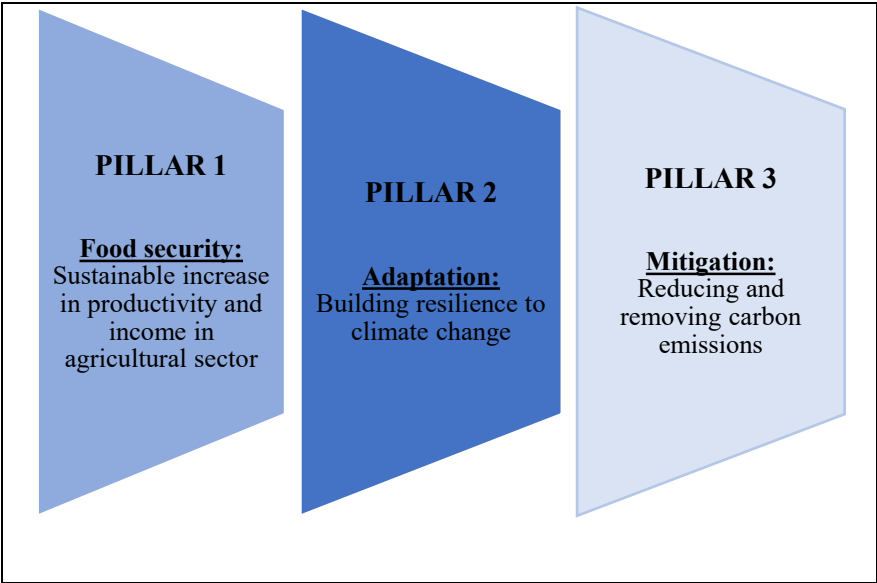 PILLAR 1
Food security:
Sustainable increase
in productivity and
income in
agricultural sector
PILLAR 2
Adaptation:
Building resilience to
climate change
PILLAR 3
Mitigation:
Reducing and
removing carbon
emissions